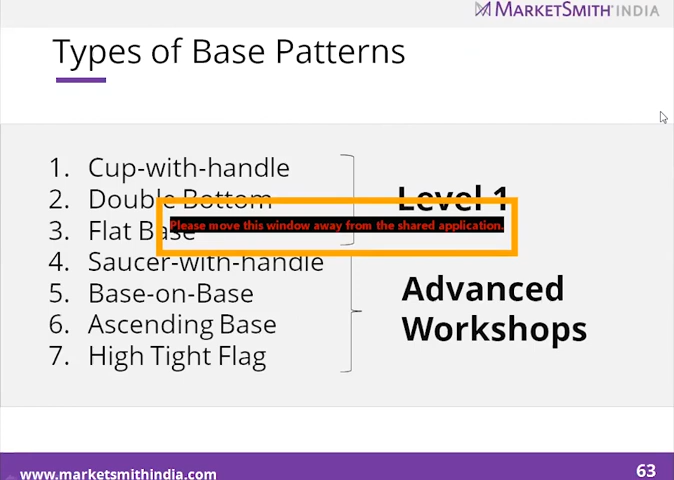 MARKETSMITH INDIA
Types of Base Patterns
1. Cup-with-handle
2. Double Bottom
3. Flat Base
4. Saucer-with-handle
5. Base-on-Base
6. Ascending Base
7. High Tight Flag
Level 1
Please move this window away from the shared application.
Advanced
Workshops
www.marketsmithindia.com
63